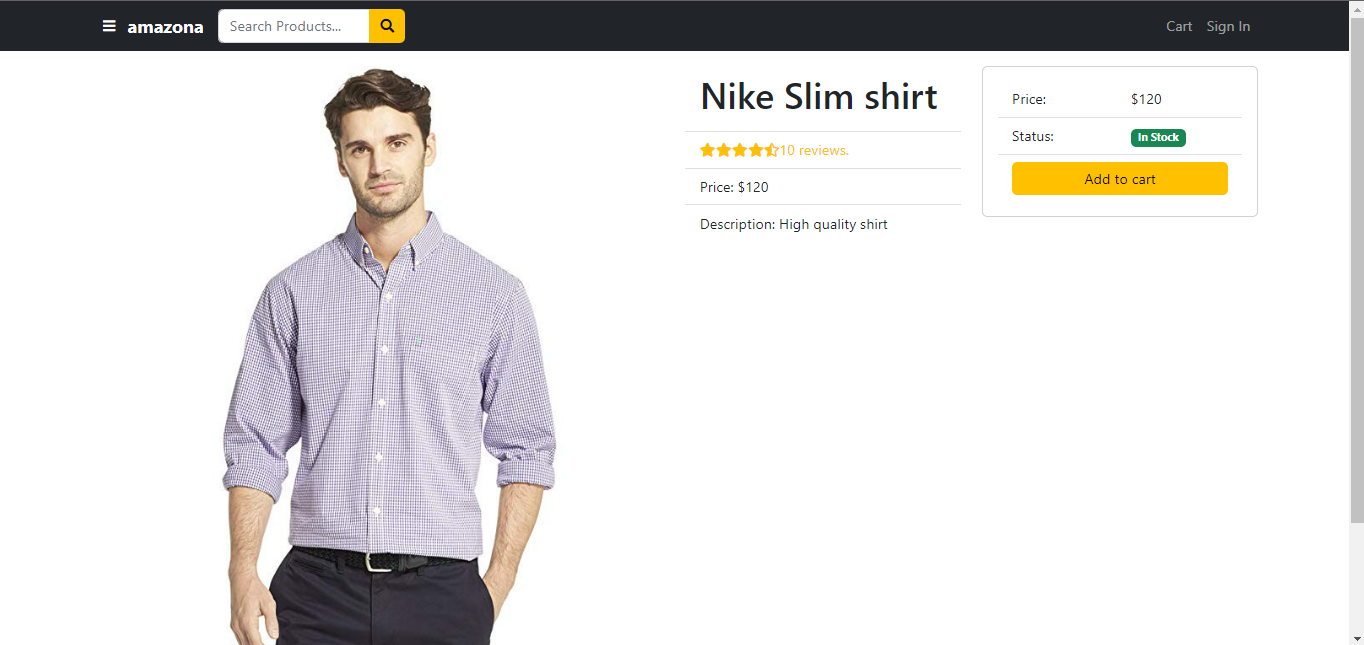 amazona
Search Products...
Cart
Sign In
Nike Slim shirt
10 reviews.
Price: $120
Description: High quality shirt
Price: $120
Status: In Stock
Add to cart